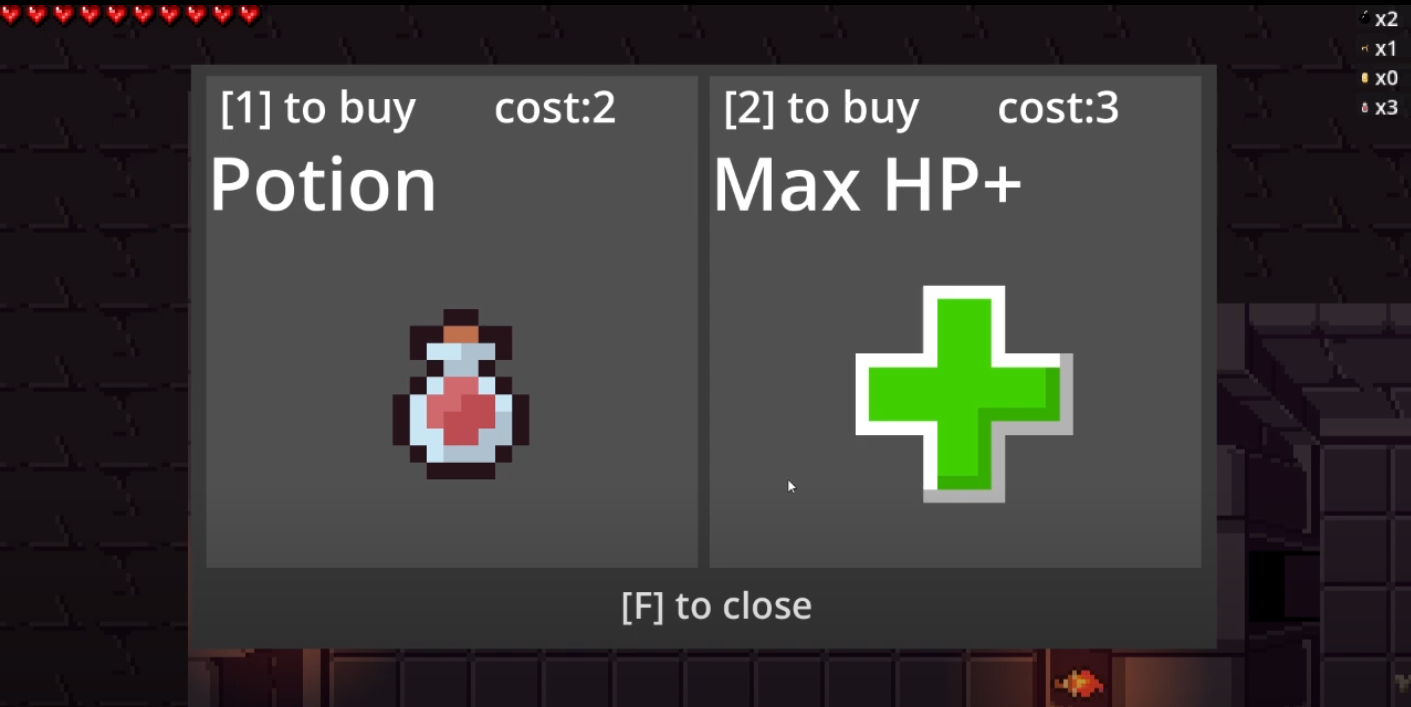 x2
x1
x0
x3
[1] to buy cost:2
Potion
[2] to buy cost:3
Max HP+
[F] to close